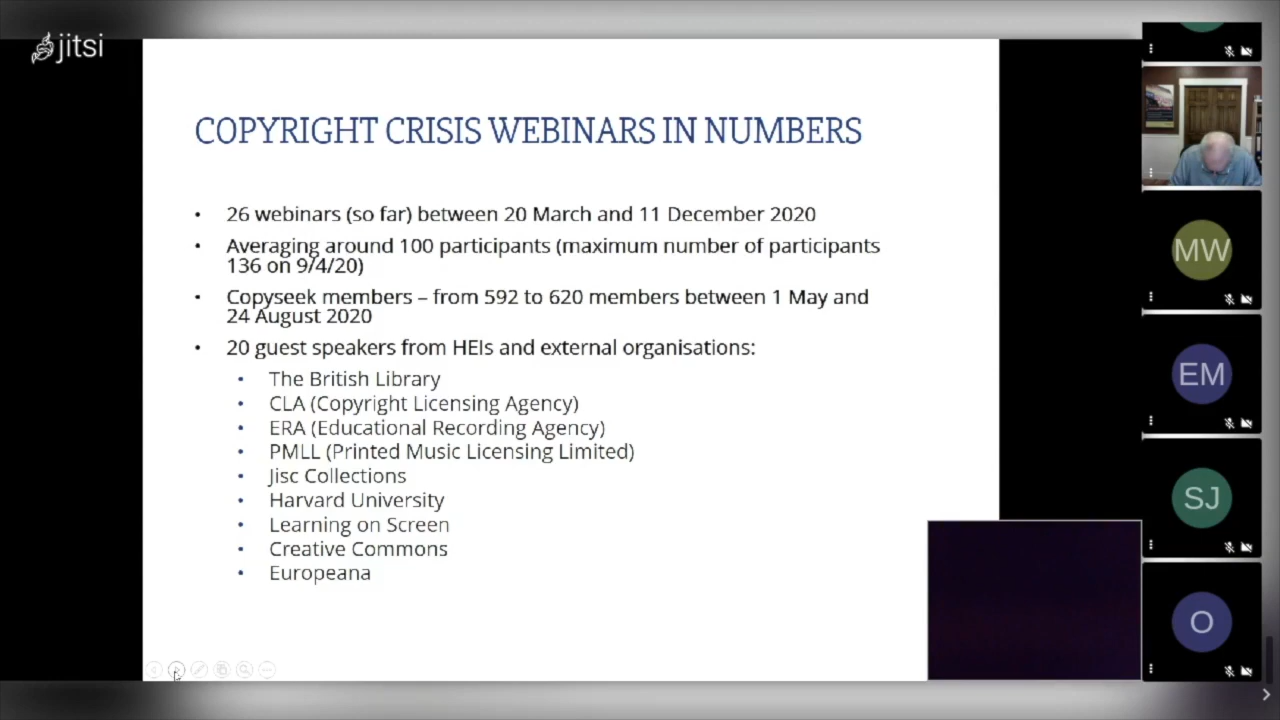 jitsi
COPYRIGHT CRISIS WEBINARS IN NUMBERS
• 26 webinars (so far) between 20 March and 11 December 2020
• Averaging around 100 participants (maximum number of participants
136 on 9/4/20)
• Copyseek members – from 592 to 620 members between 1 May and
24 August 2020
• 20 guest speakers from HEIs and external organisations:
• The British Library
• CLA (Copyright Licensing Agency)
• ERA (Educational Recording Agency)
• PMLL (Printed Music Licensing Limited)
• Jisc Collections
• Harvard University
• Learning on Screen
• Creative Commons
• Europeana
MW
EM
SJ
O